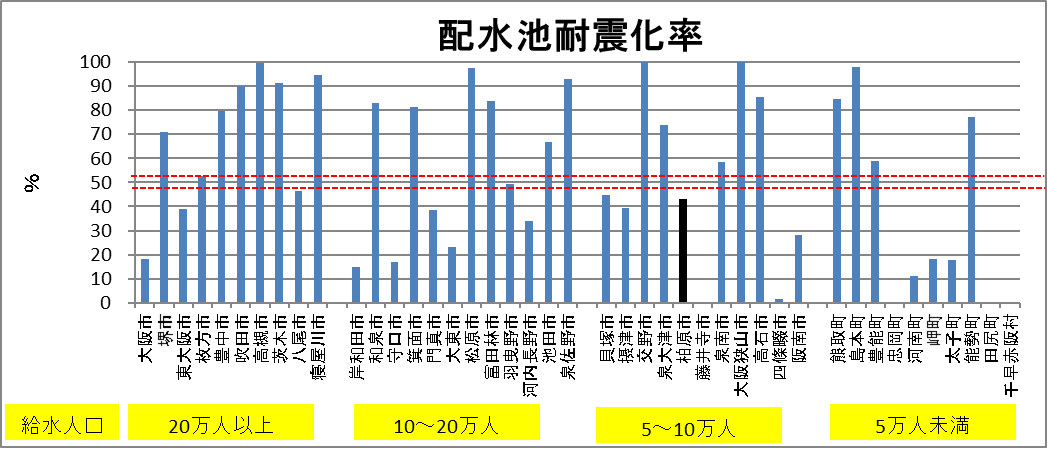 配水池耐震化率
%
100
90
80
70
60
50
40
30
20
10
0
大阪市
堺市
東大阪市
枚方市
豊中市
吹田市
高槻市
茨木市
八尾市
寝屋川市
岸和田市
和泉市
守口市
箕面市
門真市
大東市
松原市
富田林市
羽曳野市
河内長野市
池田市
泉佐野市
貝塚市
摂津市
交野市
泉大津市
柏原市
藤井寺市
泉南市
大阪狭山市
高石市
四條畷市
阪南市
熊取町
島本町
豊能町
忠岡町
河南町
岬町
太子町
能勢町
田尻町
千早赤阪村
給水人口
20万人以上
10～20万人
5～10万人
5万人未満